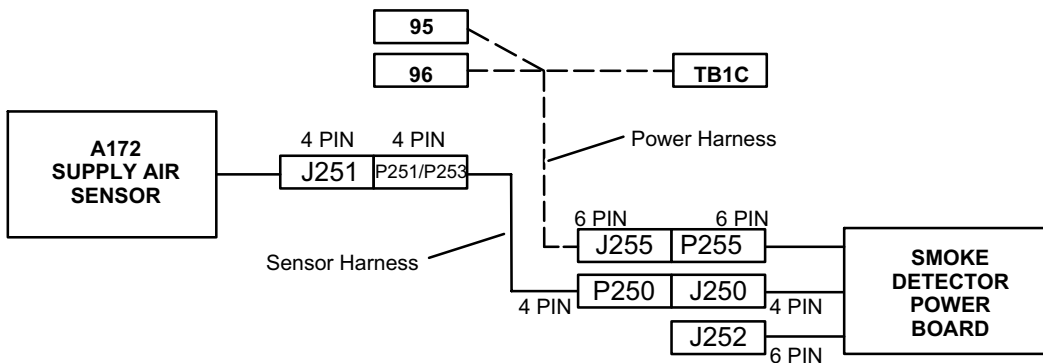 95
96
TB1C
Power Harness
A172
SUPPLY AIR
SENSOR
4 PIN
4 PIN
J251
P251/P253
Sensor Harness
6 PIN
6 PIN
J255
P255
P250
J250
4 PIN
4 PIN
J252
6 PIN
SMOKE
DETECTOR
POWER
BOARD